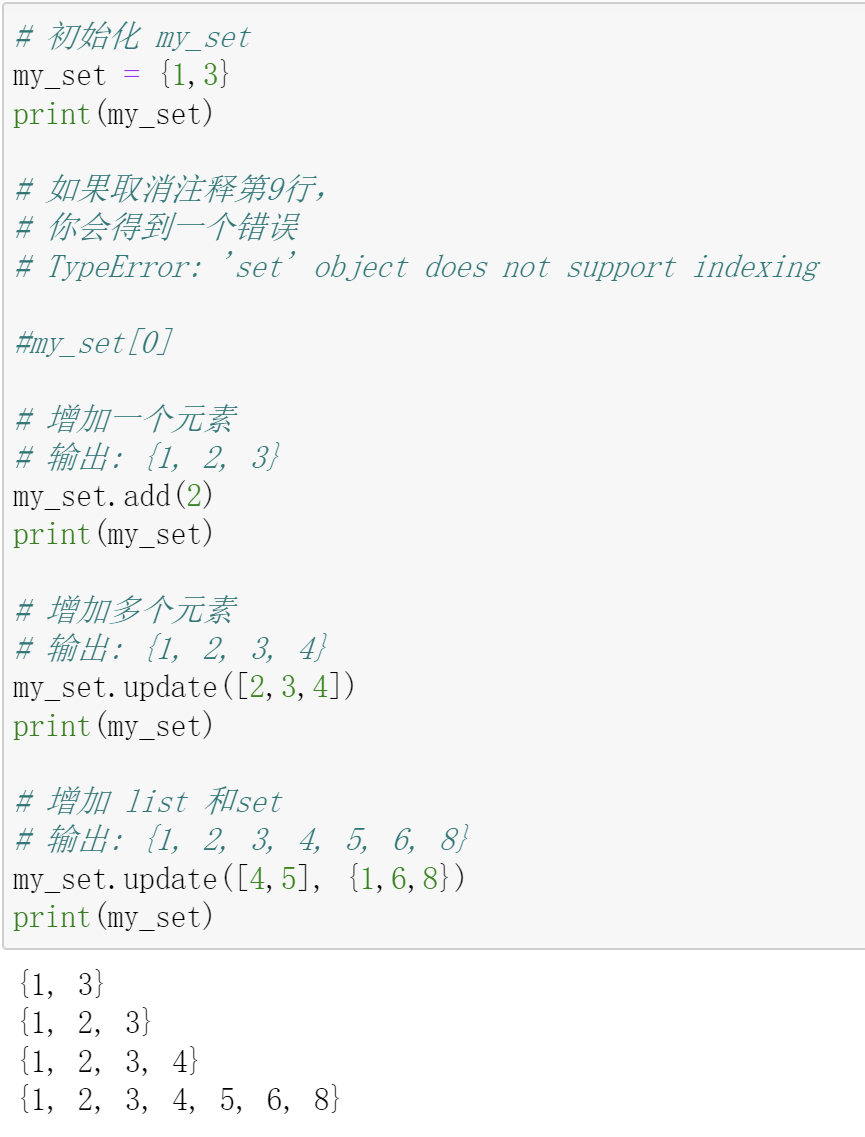 # 初始化 my_set
my_set = {1,3}
print(my_set)
# 如果取消注释第9行，
# 你会得到一个错误
# TypeError: 'set' object does not support indexing
#my_set[0]
# 增加一个元素
# 输出: {1, 2, 3}
my_set.add(2)
print(my_set)
# 增加多个元素
# 输出: {1, 2, 3, 4}
my_set.update([2,3,4])
print(my_set)
# 增加 list 和set
# 输出: {1, 2, 3, 4, 5, 6, 8}
my_set.update([4,5], {1,6,8})
print(my_set)
{1, 3}
{1, 2, 3}
{1, 2, 3, 4}
{1, 2, 3, 4, 5, 6, 8}